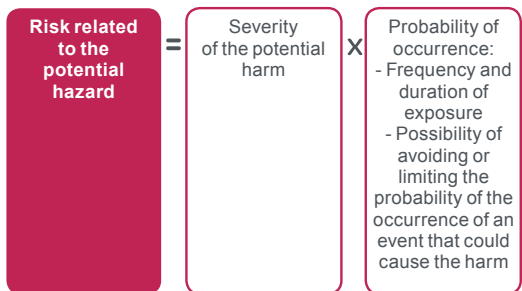 Risk related
to the
potential
hazard
=
Severity
of the potential
harm
x
Probability of
occurrence:
- Frequency and
duration of
exposure
- Possibility of
avoiding or
limiting the
probability of the
occurrence of an
event that could
cause the harm